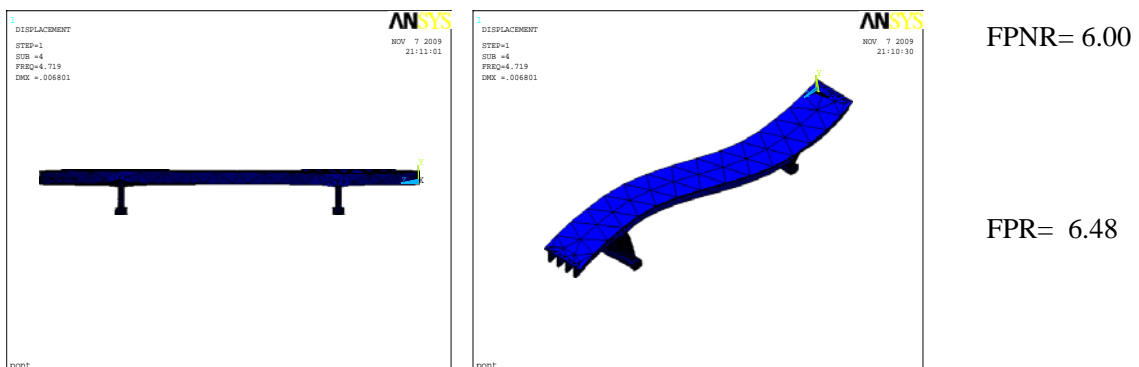 1
DISPLACEMENT
STEP=1
SUB =4
FREQ=4.719
DMX =.006801
ANSYS
NOV 7 2009
21:11:01
Y
Z X
pont
1
DISPLACEMENT
STEP=1
SUB =4
FREQ=4.719
DMX =.006801
ANSYS
NOV 7 2009
21:10:30
Y
pont
FPNR= 6.00
FPR= 6.48